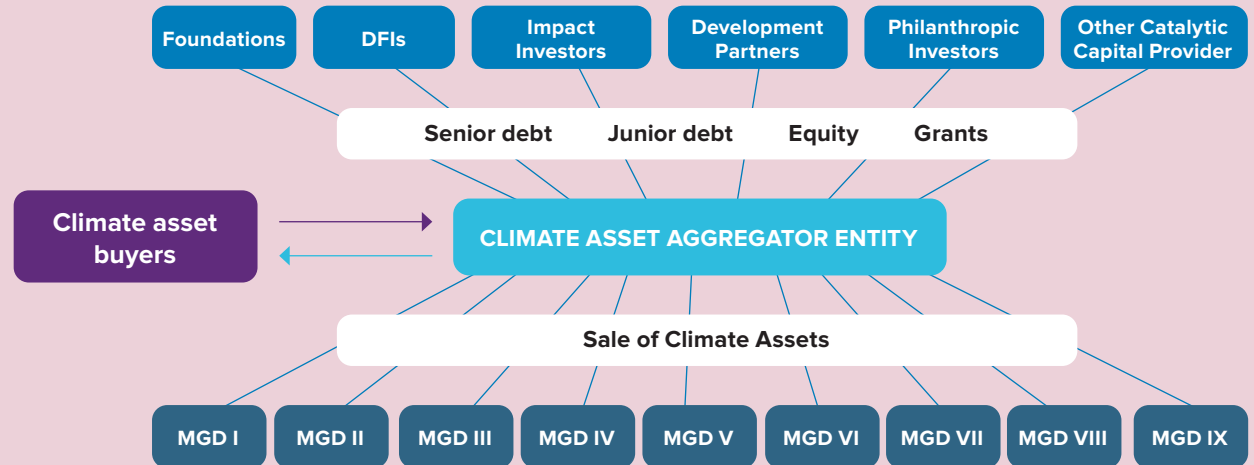 Foundations
DFIs
Impact
Investors
Development
Partners
Philanthropic
Investors
Other Catalytic
Capital Provider
Senior debt Junior debt Equity Grants
Climate asset
buyers
CLIMATE ASSET AGGREGATOR ENTITY
Sale of Climate Assets
MGD I
MGD II
MGD III
MGD IV
MGD V
MGD VI
MGD VII
MGD VIII
MGD IX